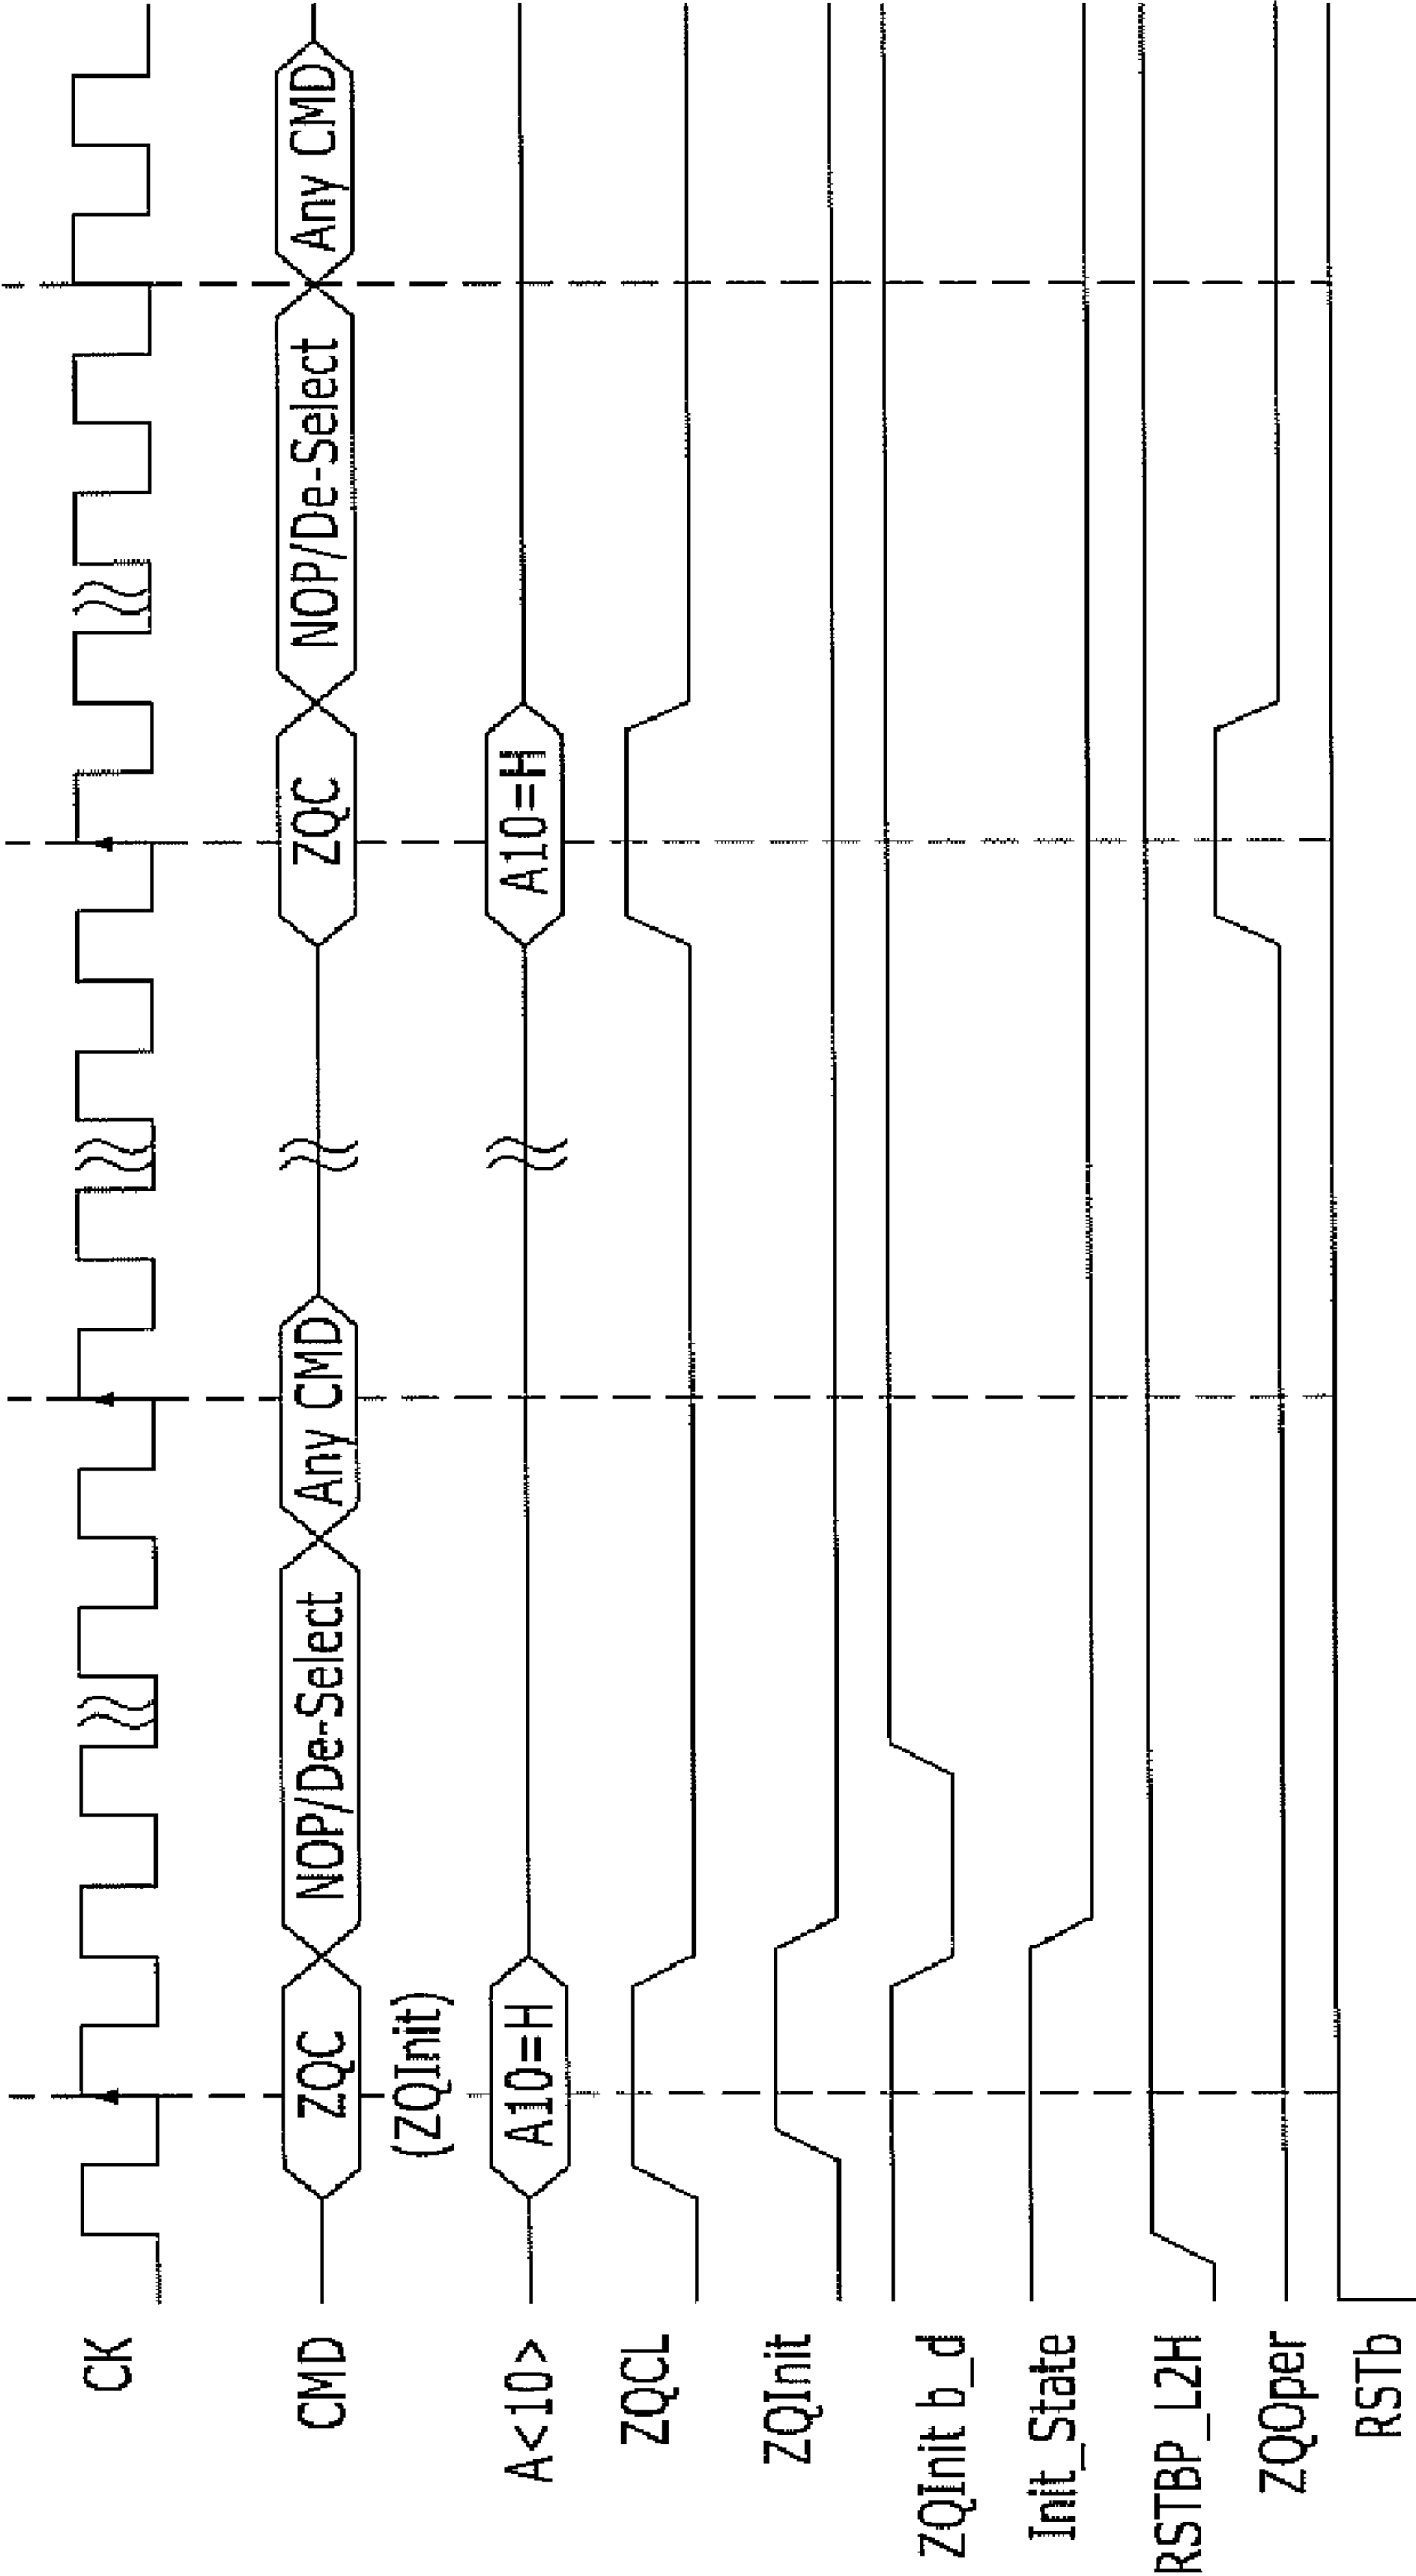 CK
CMD
ZQC
NOP/De-Select
Any CMD
ZQC
NOP/De-Select
Any CMD
(ZQInit)
A<10>
A10=H
A10=H
ZQCL
ZQInit
ZQInit b_d
Init_State
RSTBP_L2H
ZQOper
RSTb